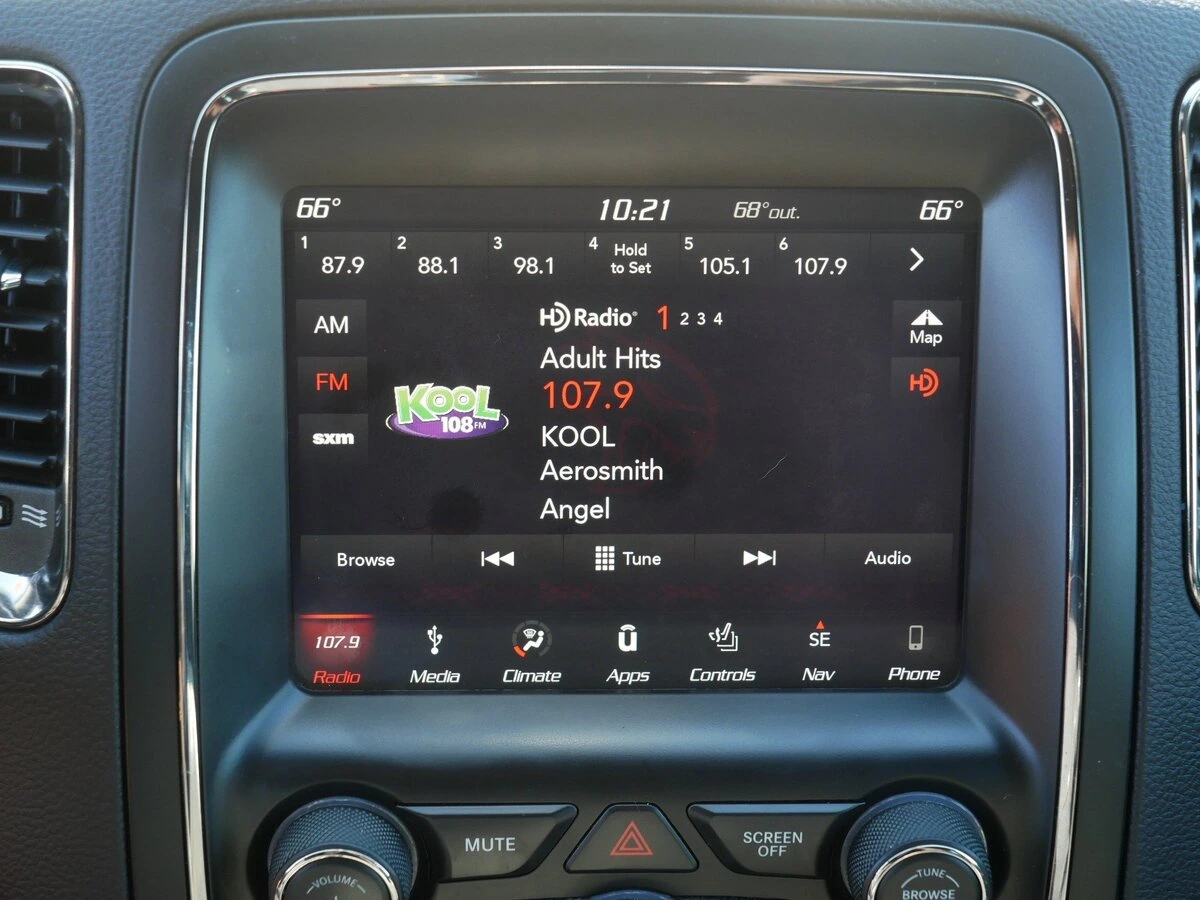 66° 10:21 68° out. 66°
1 87.9 2 88.1 3 98.1 4 Hold to Set 5 105.1 6 107.9
HD Radio® 1 2 3 4
AM
Map
Adult Hits
FM
HD
107.9
KOOL
108 FM
KOOL
sxm
Aerosmith
Angel
Browse Tune Audio
107.9 SE
Radio Media Climate Apps Controls Nav Phone
MUTE
SCREEN
OFF
VOLUME
TUNE
BROWSE